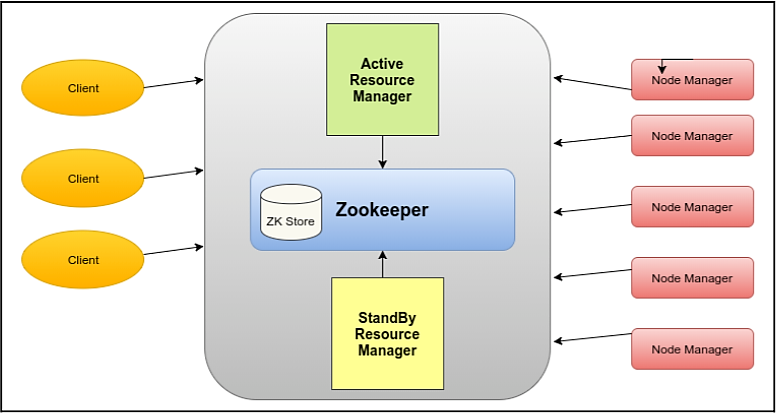 Client
Client
Client
Active
Resource
Manager
ZK Store
Zookeeper
StandBy
Resource
Manager
Node Manager
Node Manager
Node Manager
Node Manager
Node Manager